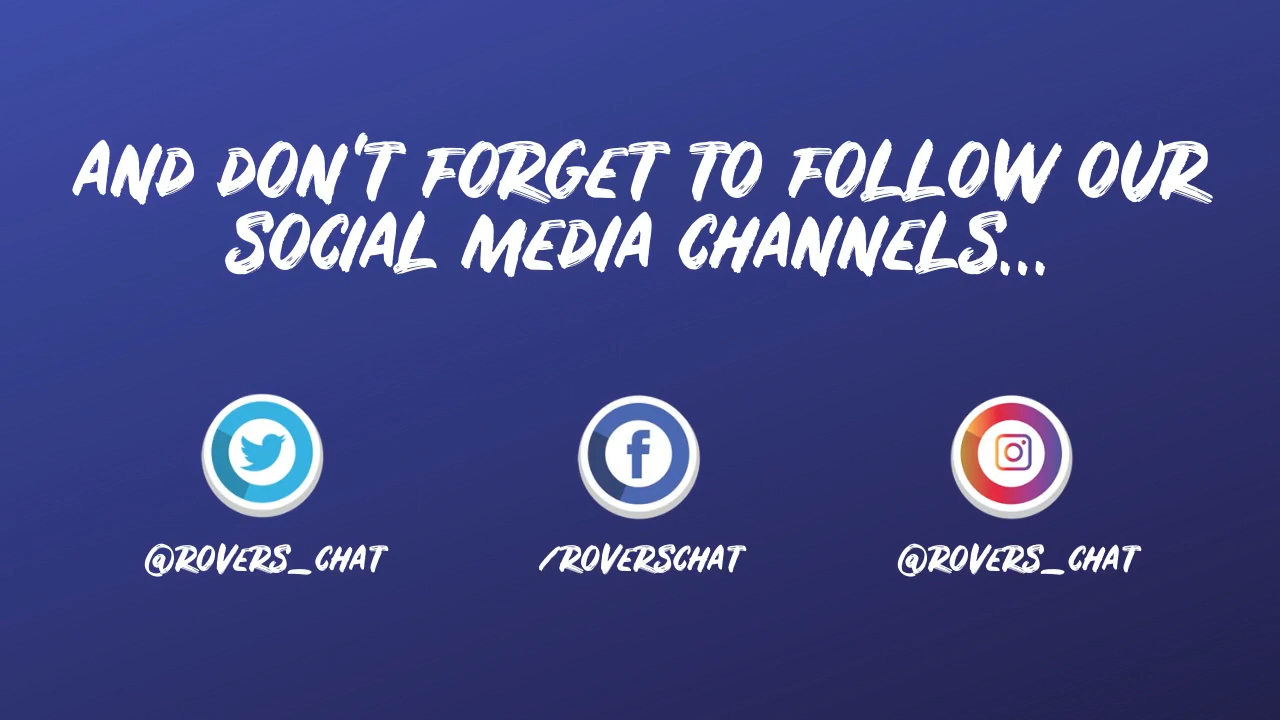 AND DON'T FORGET TO FOLLOW OUR
SOCIAL MEDIA CHANNELS...
@ROVERS_CHAT
/ROVERSCHAT
@ROVERS_CHAT